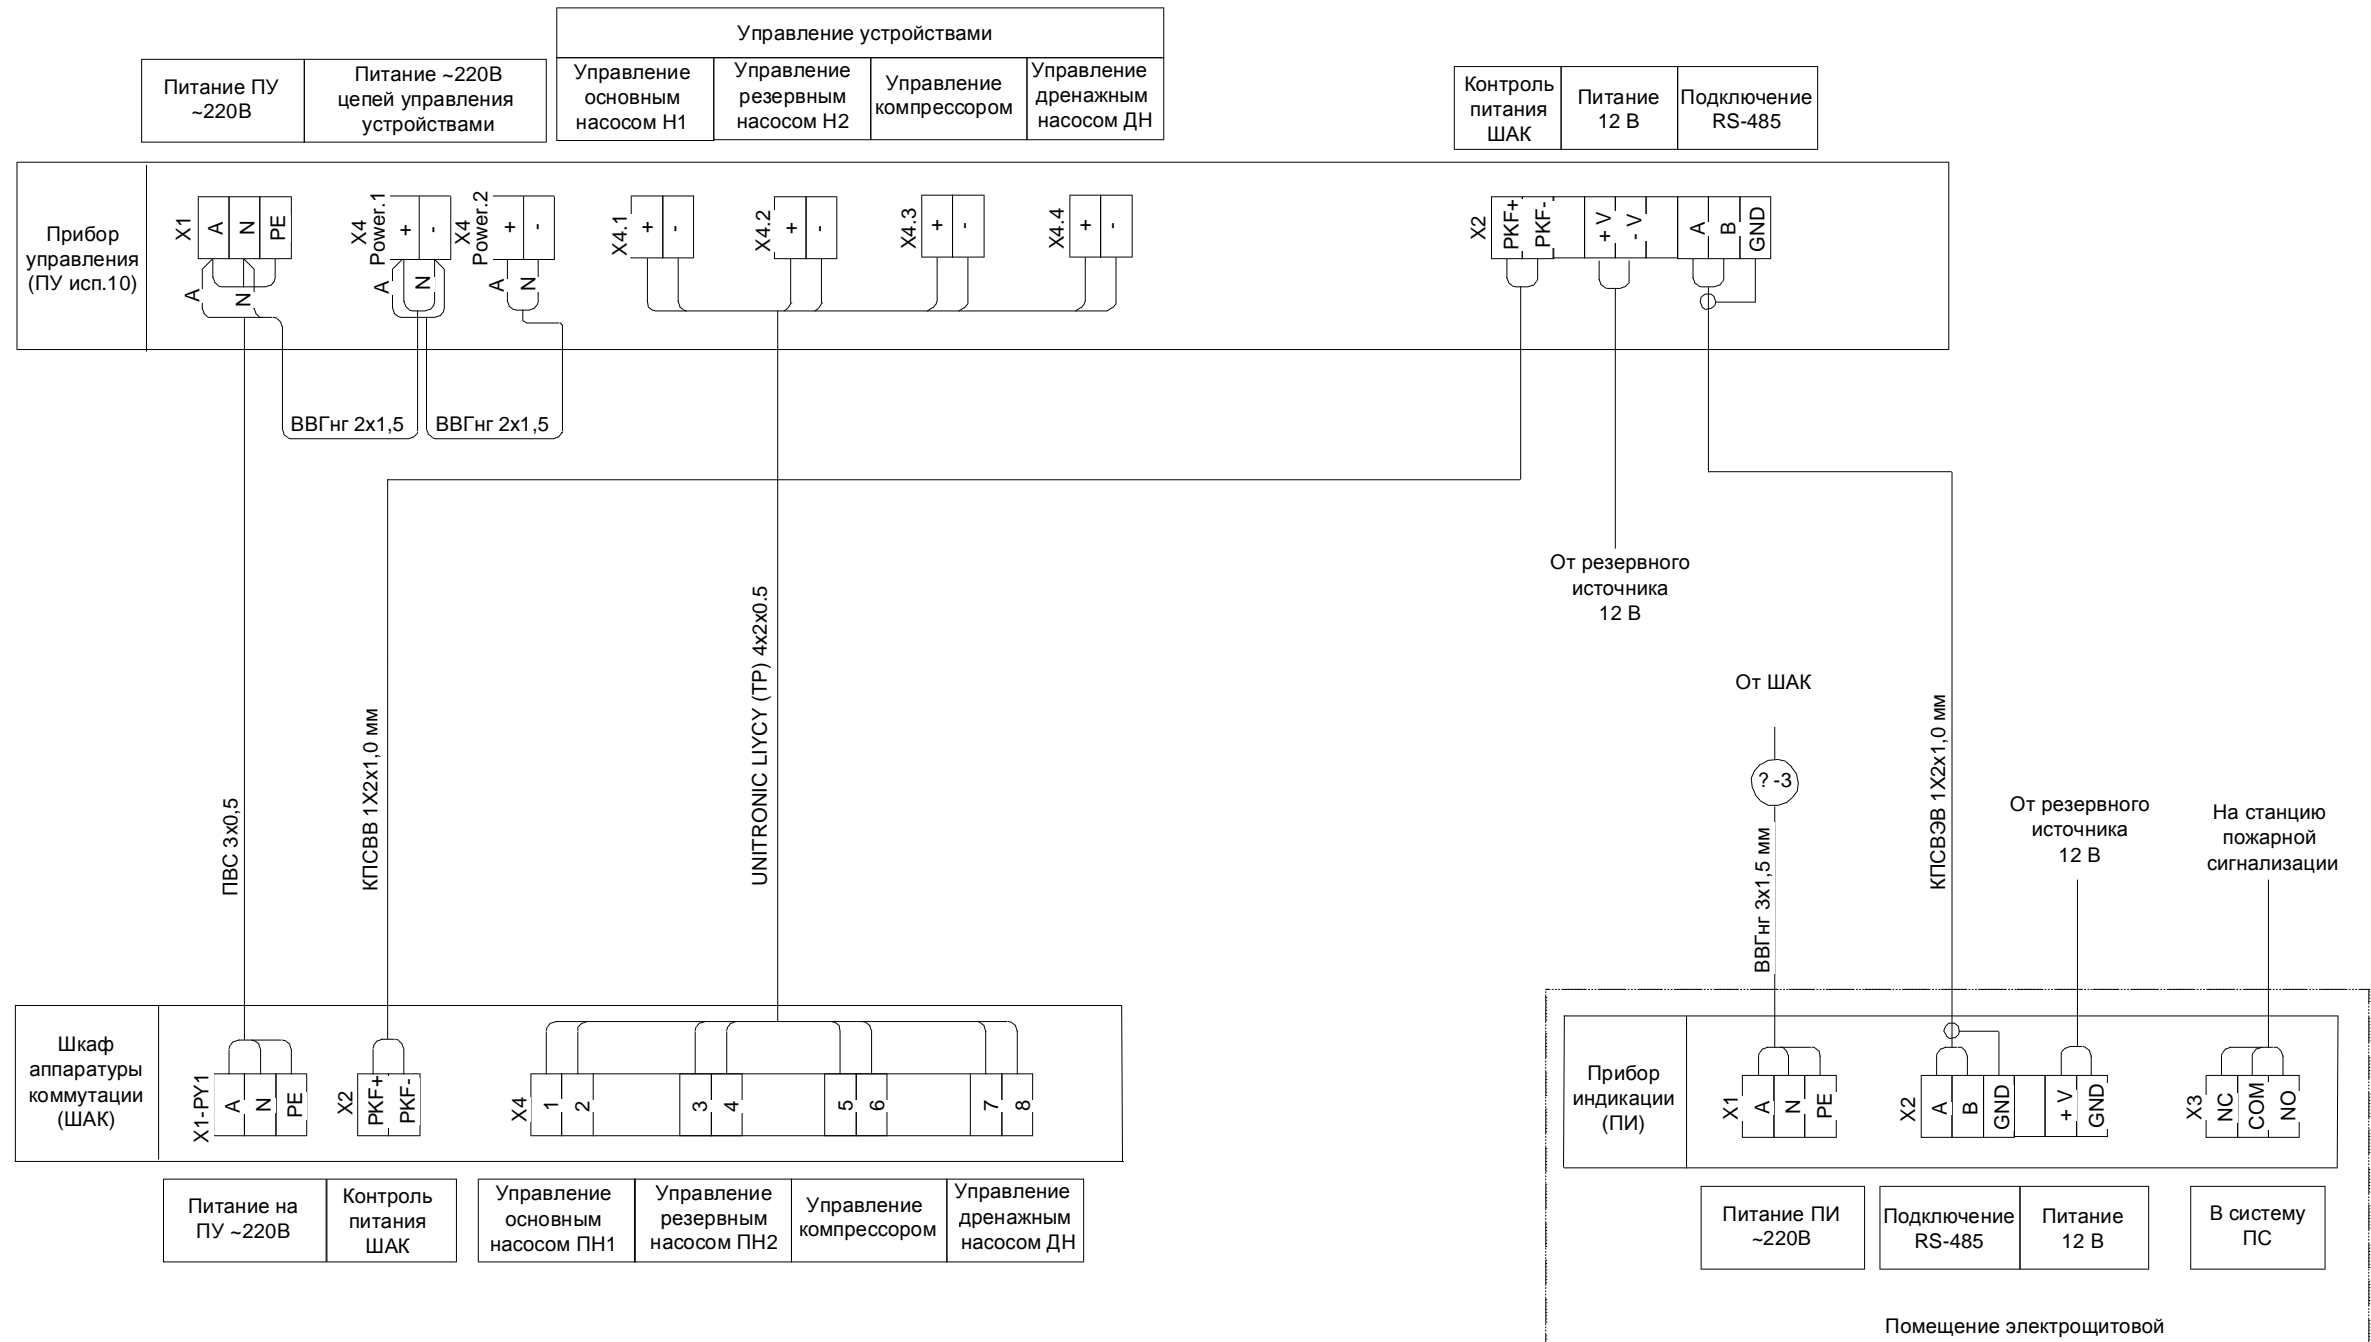 Управление устройствами
Питание ПУ
~220В
Питание ~220В
цепей управления
устройствами
Управление
основным
насосом Н1
Управление
резервным
насосом Н2
Управление
компрессором
Управление
дренажным
насосом ДН
Контроль
питания
ШАК
Питание
12 В
Подключение
RS-485
Прибор
управления
(ПУ исп.10)
X1
A
N
PE
A
N
X4
Power.1
+
-
A
N
X4
Power.2
+
-
A
N
X4.1
+
-
X4.2
+
-
X4.3
+
-
X4.4
+
-
X2
PKF+
PKF-
+ V
- V
A
B
GND
ВВГнг 2х1,5
ВВГнг 2х1,5
От резервного
источника
12 В
ПВС 3х0,5
КПСВВ 1Х2х1,0 мм
UNITRONIC LIYCY (TP) 4x2x0.5
От ШАК
? -3
ВВГнг 3х1,5 мм
КПСВЭВ 1Х2х1,0 мм
От резервного
источника
12 В
На станцию
пожарной
сигнализации
Шкаф
аппаратуры
коммутации
(ШАК)
X1-PY1
A
N
PE
X2
PKF+
PKF-
X4
1
2
3
4
5
6
7
8
Питание на
ПУ ~220В
Контроль
питания
ШАК
Управление
основным
насосом ПН1
Управление
резервным
насосом ПН2
Управление
компрессором
Управление
дренажным
насосом ДН
Прибор
индикации
(ПИ)
X1
A
N
PE
X2
A
B
GND
+ V
GND
X3
NC
COM
NO
Питание ПИ
~220В
Подключение
RS-485
Питание
12 В
В систему
ПС
Помещение электрощитовой